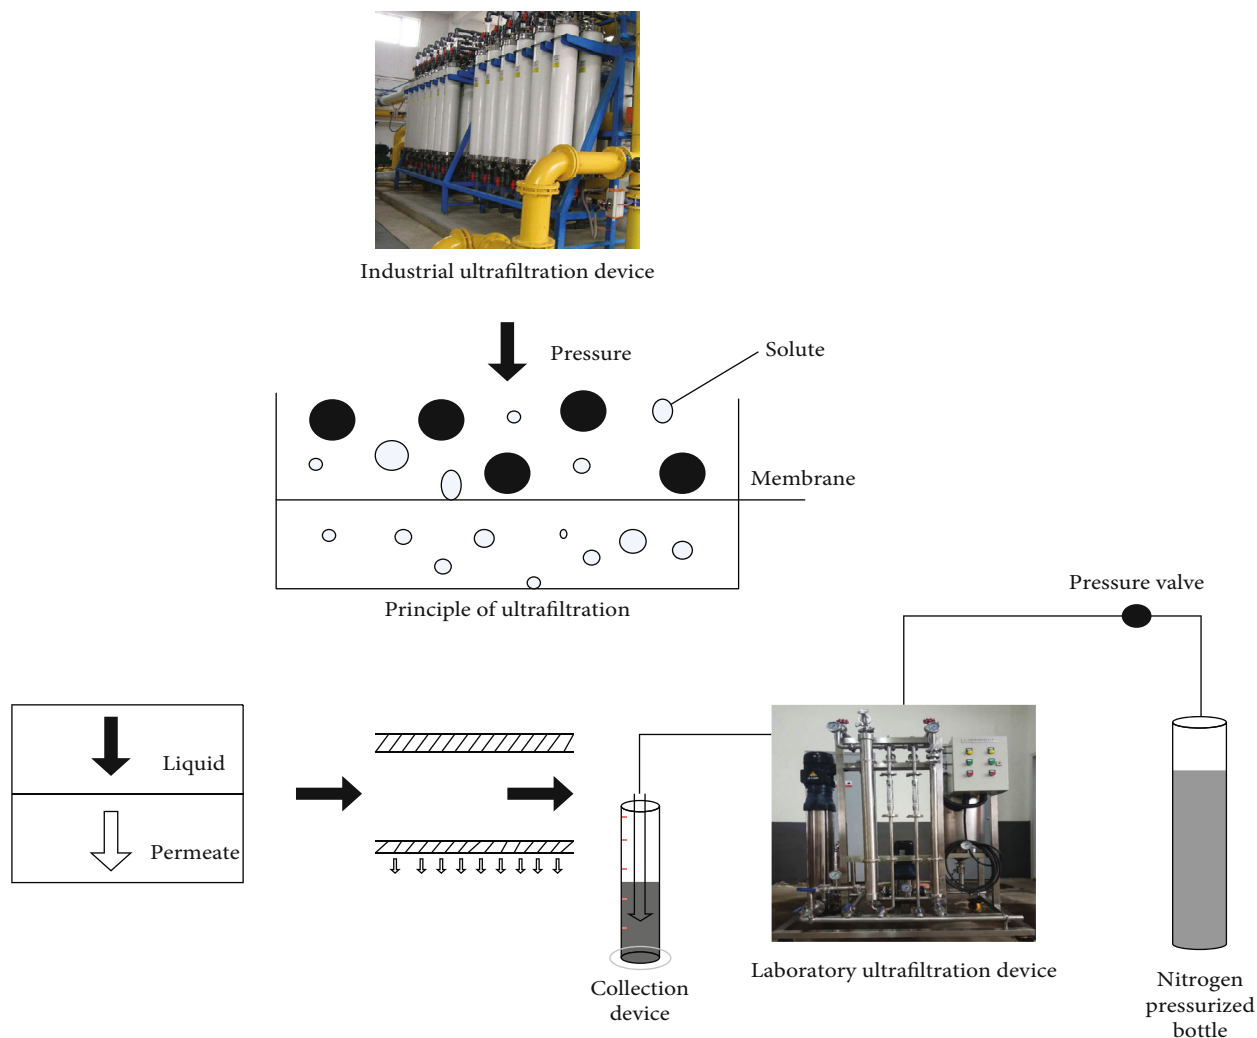 Industrial ultrafiltration device
Pressure
Solute
Membrane
Principle of ultrafiltration
Pressure valve
Liquid
Permeate
Collection
device
Laboratory ultrafiltration device
Nitrogen
pressurized
bottle